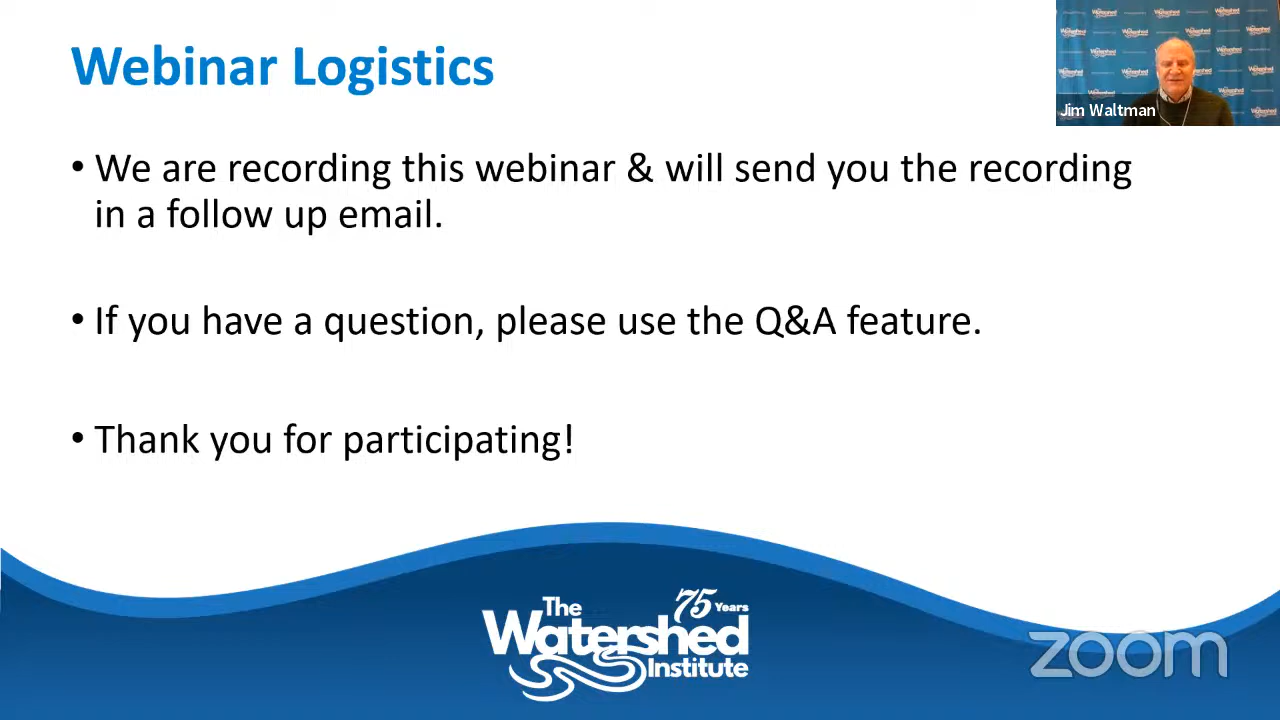 Webinar Logistics
Jim Waltman
• We are recording this webinar & will send you the recording
in a follow up email.
• If you have a question, please use the Q&A feature.
• Thank you for participating!
The
75 Years
Watershed
Institute
zoom